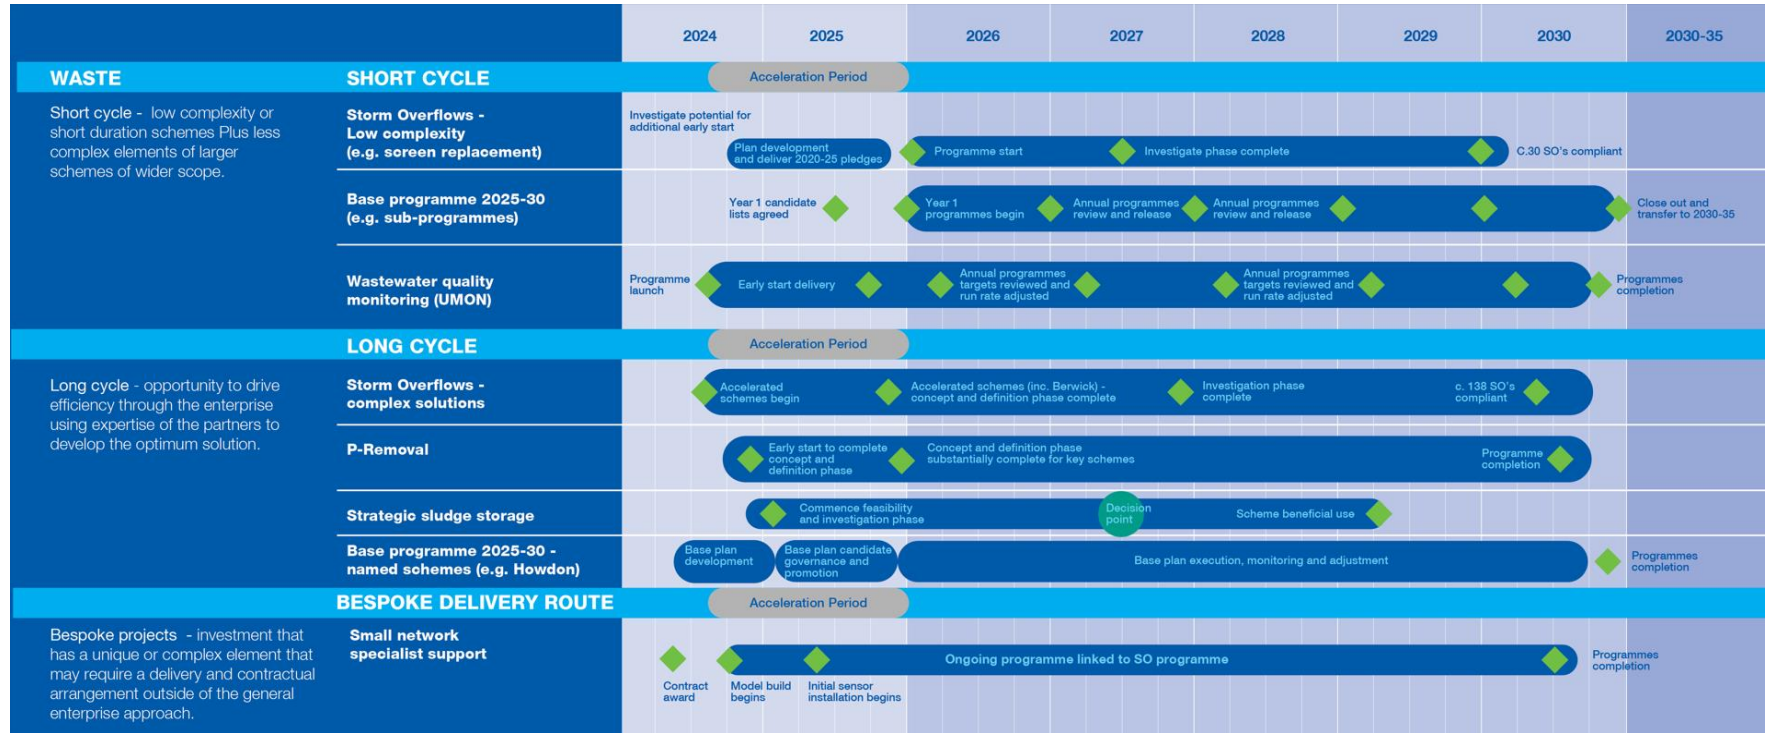 2024 2025 2026 2027 2028 2029 2030 2030-35
WASTE
SHORT CYCLE
Acceleration Period
Short cycle - low complexity or
short duration schemes Plus less
complex elements of larger
schemes of wider scope.
Storm Overflows -
Low complexity
(e.g. screen replacement)
Investigate potential for
additional early start
Plan development
and deliver 2020-25 pledges
Programme start
Investigate phase complete
C.30 SO's compliant
Base programme 2025-30
(e.g. sub-programmes)
Year 1 candidate
lists agreed
Year 1
programmes begin
Annual programmes
review and release
Annual programmes
review and release
Close out and
transfer to 2030-35
Wastewater quality
monitoring (UMON)
Programme
launch
Early start delivery
Annual programmes
targets reviewed and
run rate adjusted
Annual programmes
targets reviewed and
run rate adjusted
Programmes
completion
LONG CYCLE
Acceleration Period
Long cycle - opportunity to drive
efficiency through the enterprise
using expertise of the partners to
develop the optimum solution.
Storm Overflows -
complex solutions
Accelerated
schemes begin
Accelerated schemes (inc. Berwick) -
concept and definition phase complete
Investigation phase
complete
c. 138 SO's
compliant
P-Removal
Early start to complete
concept and
definition phase
Concept and definition phase
substantially complete for key schemes
Programme
completion
Strategic sludge storage
Commence feasibility
and investigation phase
Decision
point
Scheme beneficial use
Base programme 2025-30 -
named schemes (e.g. Howdon)
Base plan
development
Base plan candidate
governance and
promotion
Base plan execution, monitoring and adjustment
Programmes
completion
BESPOKE DELIVERY ROUTE
Acceleration Period
Bespoke projects - investment that
has a unique or complex element that
may require a delivery and contractual
arrangement outside of the general
enterprise approach.
Small network
specialist support
Contract
award
Model build
begins
Initial sensor
installation begins
Ongoing programme linked to SO programme
Programmes
completion